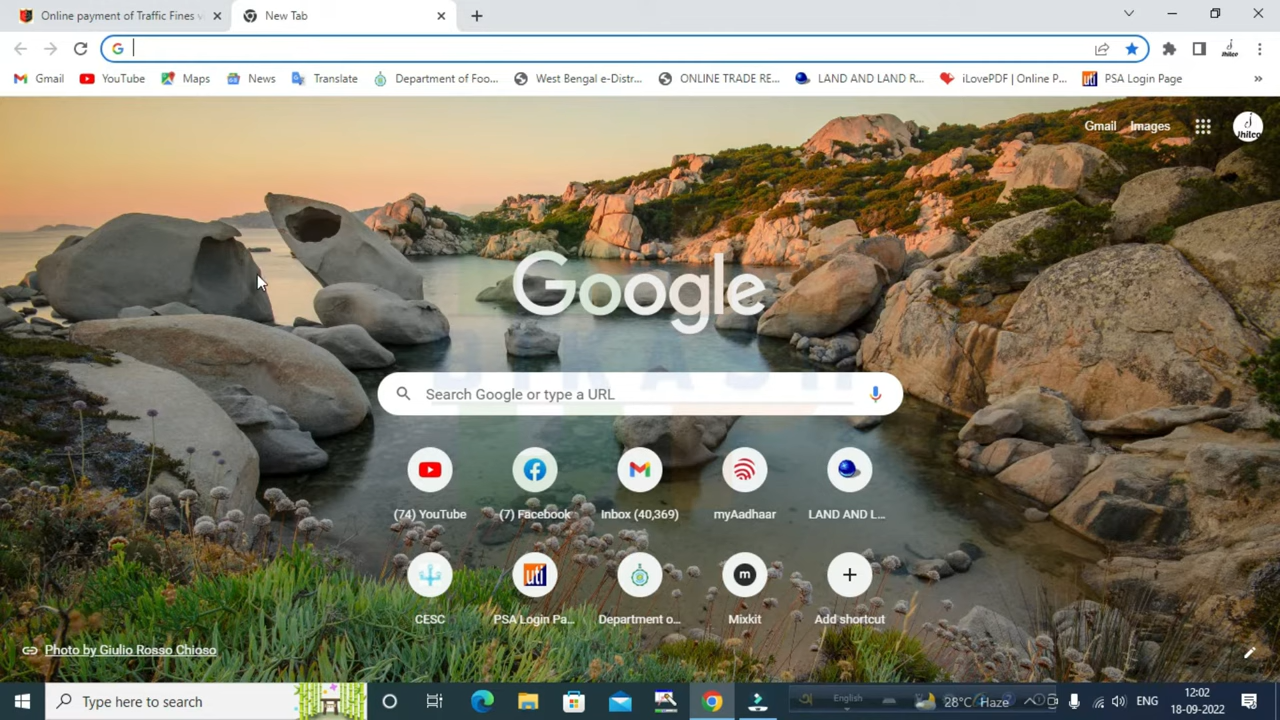 Online payment of Traffic Fines v
New Tab
Gmail YouTube Maps News Translate Department of Foo... West Bengal e-Distr... ONLINE TRADE RE... LAND AND LAND R... iLovePDF | Online P... PSA Login Page
Gmail Images
Jhilco
Google
Search Google or type a URL
(74) YouTube (7) Facebook Inbox (40,369) myAadhaar LAND AND L...
uti
m
CESC PSA Login Pa... Department o... Mixkit Add shortcut
Photo by Giulio Rosso Chioso
Type here to search
English
28°C Haze
ENG
12:02
18-09-2022